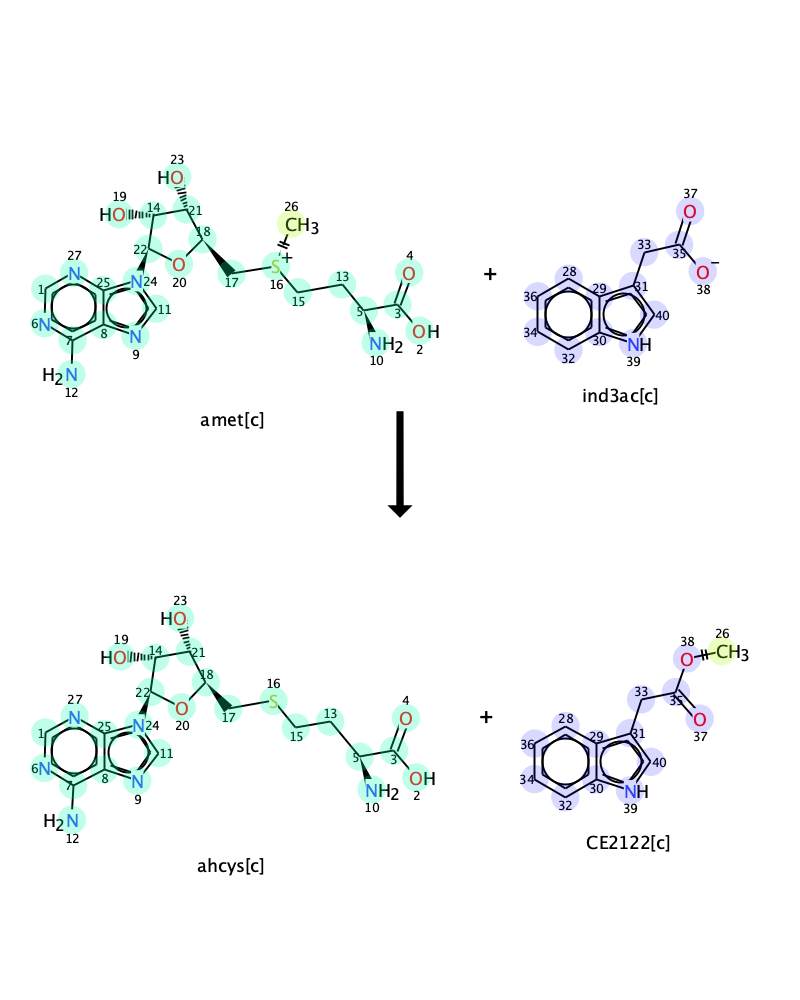 23
HO
26
19
CH3
HO
14
21
18
37
O
22
O
20
S
+
16
17
27
N
25
N
24
1
6
N
7
8
N
9
11
H2N
12
15
13
4
O
5
3
OH
2
NH2
10
+
33
35
O
-
38
28
36
29
31
34
30
40
32
NH
39
amet[c]
ind3ac[c]
23
HO
19
HO
14
21
18
22
O
20
16
S
17
27
N
25
N
24
1
6
N
7
8
N
9
11
H2N
12
15
13
4
O
5
3
OH
2
NH2
10
+
38
O
26
CH3
33
35
O
37
28
36
29
31
34
30
40
32
NH
39
CE2122[c]
ahcys[c]